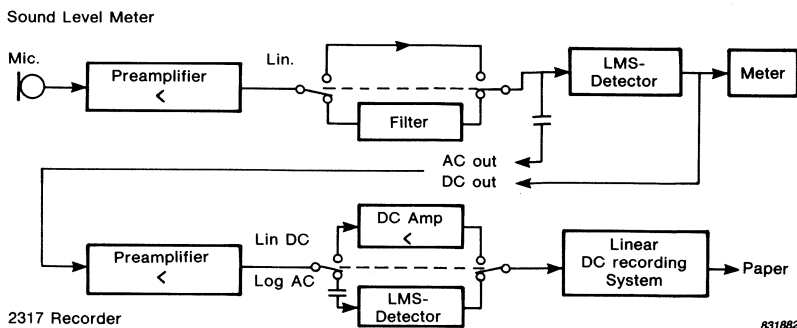 Sound Level Meter
Mic.
Preamplifier
<
Lin.
Filter
LMS-
Detector
Meter
AC out
DC out
Preamplifier
<
Lin DC
Log AC
DC Amp
<
LMS-
Detector
Linear
DC recording
System
Paper
2317 Recorder
831882